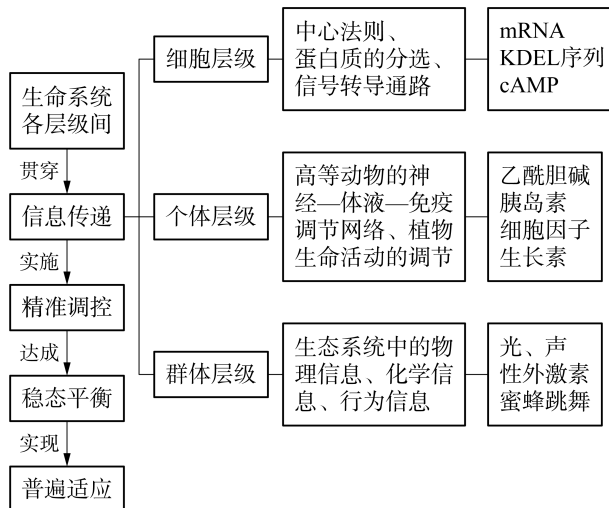 生命系统
各层级间
贯穿
信息传递
实施
精准调控
达成
稳态平衡
实现
普遍适应
细胞层级
中心法则、
蛋白质的分选、
信号转导通路
mRNA
KDEL序列
cAMP
个体层级
高等动物的神
经—体液—免疫
调节网络、植物
生命活动的调节
乙酰胆碱
胰岛素
细胞因子
生长素
群体层级
生态系统中的物
理信息、化学信
息、行为信息
光、声
性外激素
蜜蜂跳舞